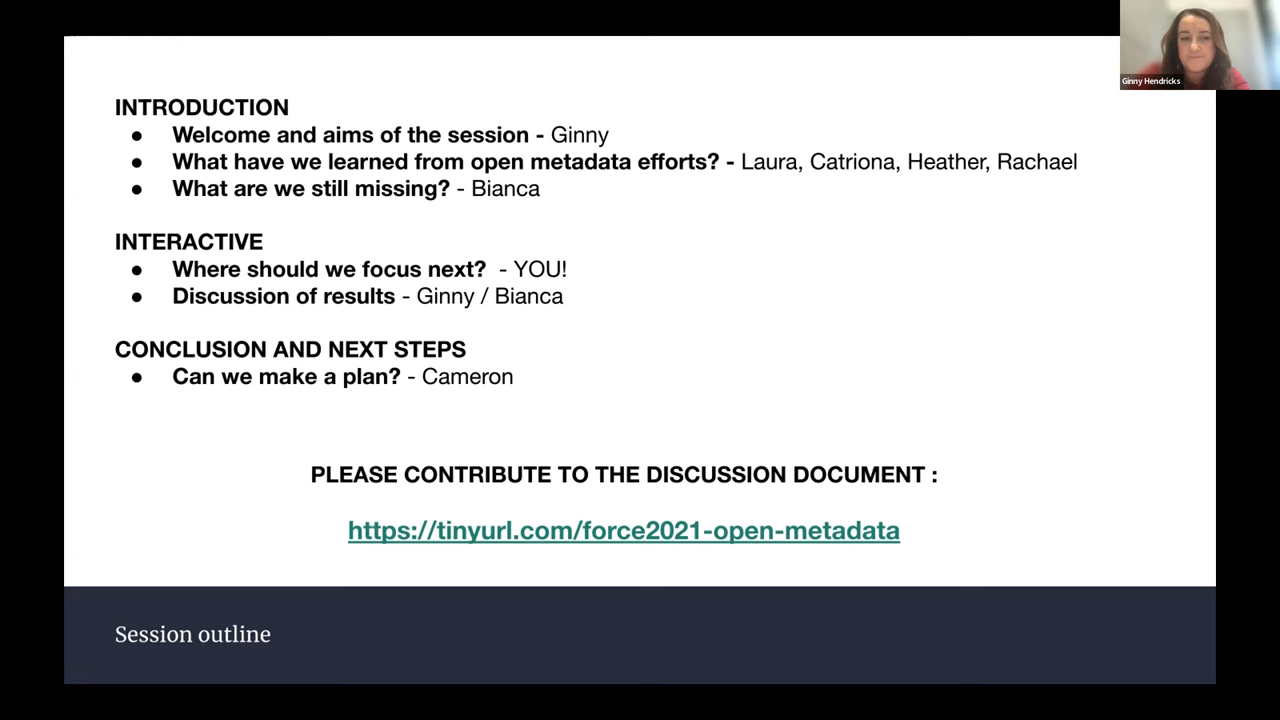 Ginny Hendricks
INTRODUCTION
● Welcome and aims of the session - Ginny
● What have we learned from open metadata efforts? - Laura, Catriona, Heather, Rachael
● What are we still missing? - Bianca
INTERACTIVE
● Where should we focus next? - YOU!
● Discussion of results - Ginny / Bianca
CONCLUSION AND NEXT STEPS
● Can we make a plan? - Cameron
PLEASE CONTRIBUTE TO THE DISCUSSION DOCUMENT :
https://tinyurl.com/force2021-open-metadata
Session outline